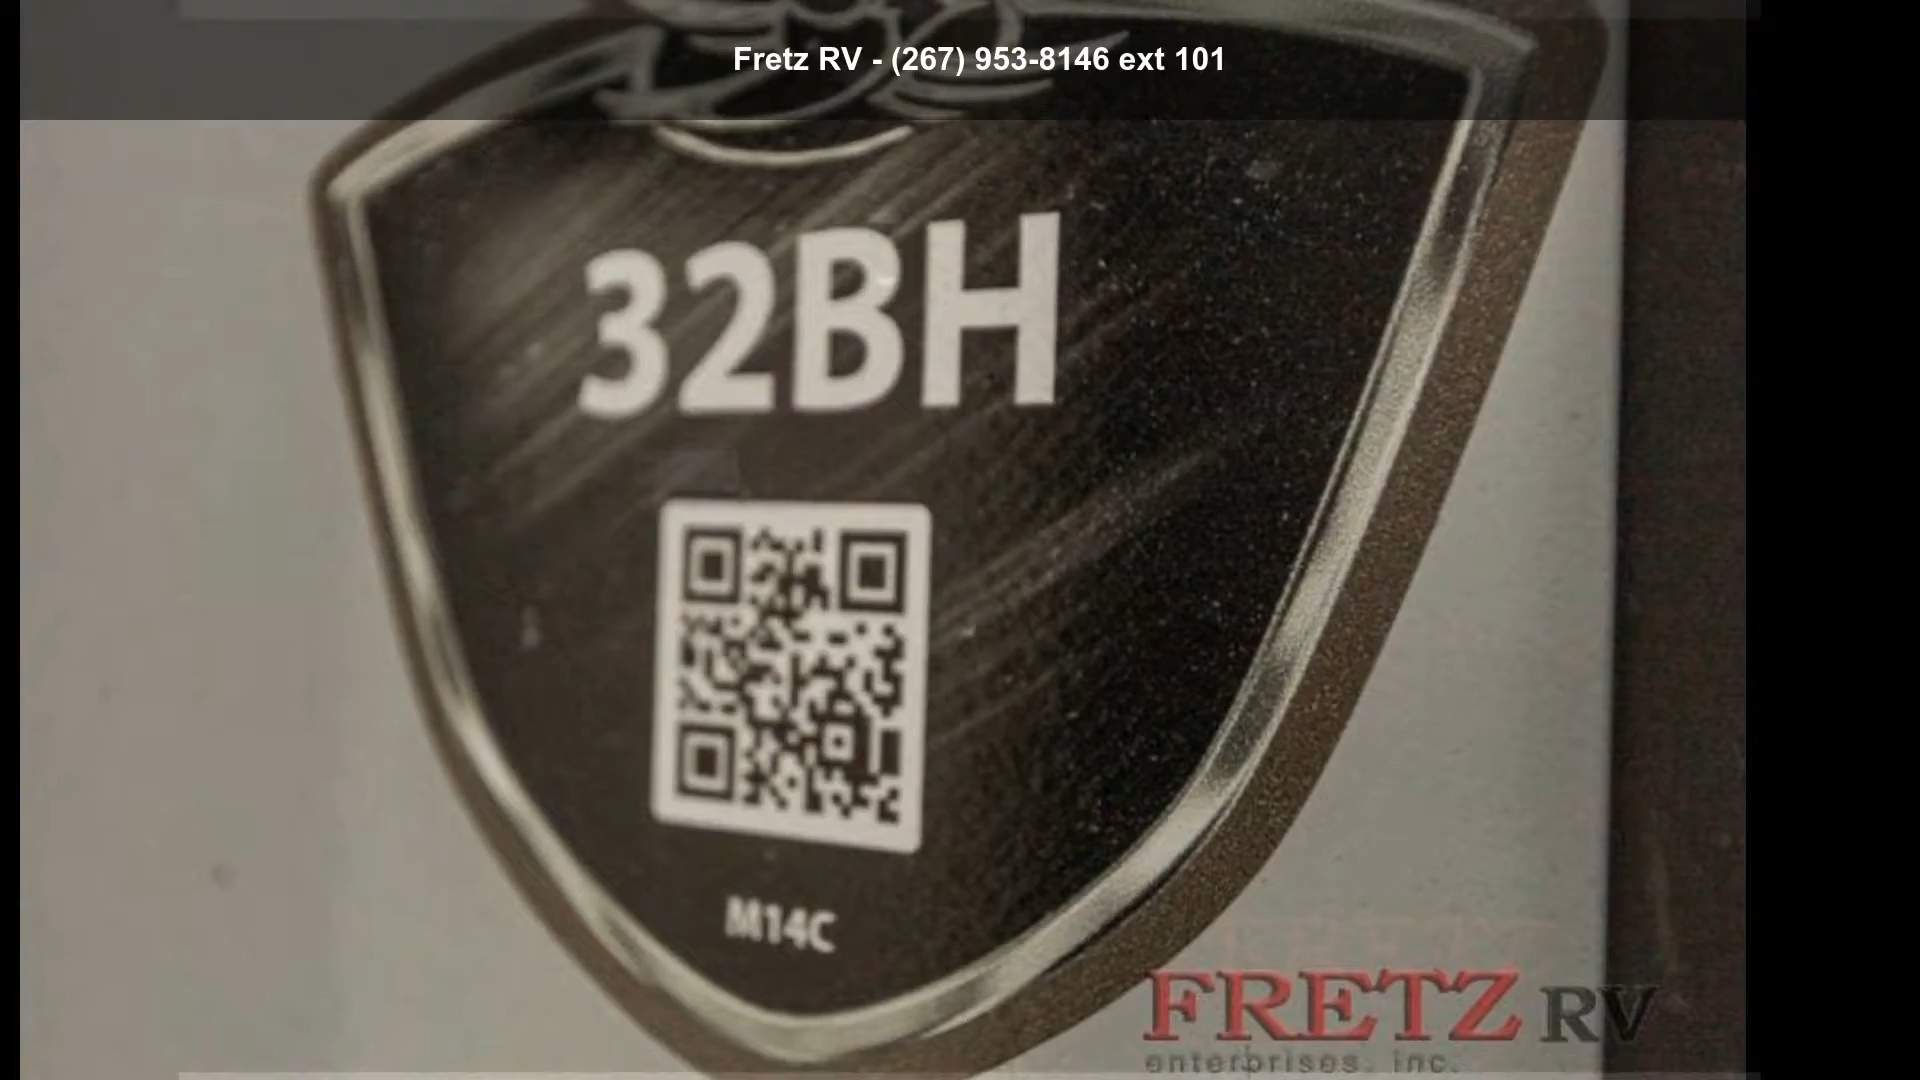 Fretz RV - (267) 953-8146 ext 101
32BH
M14C
FRETZ RV
enterprises, inc.